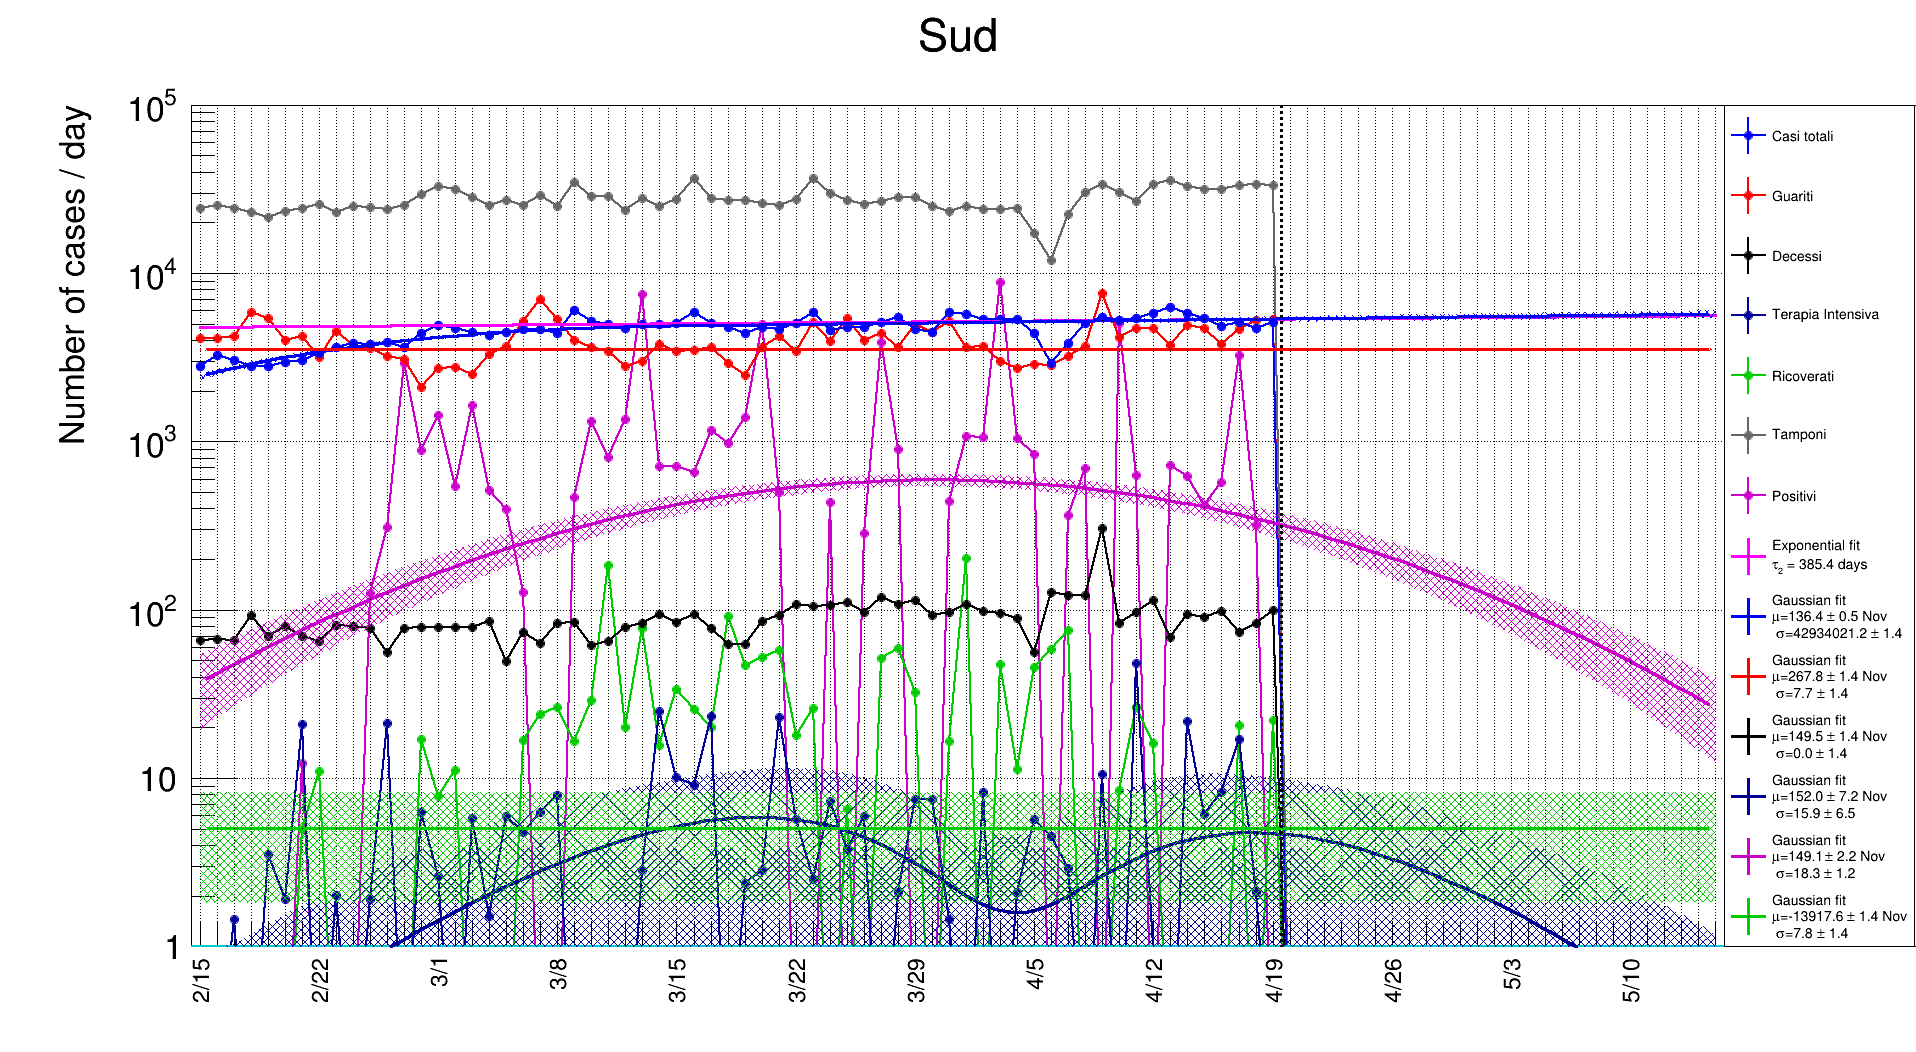 Sud
Number of cases / day
10^5
10^4
10^3
10^2
10
1
2/15
2/22
3/1
3/8
3/15
3/22
3/29
4/5
4/12
4/19
4/26
5/3
5/10
Casi totali
Guariti
Decessi
Terapia Intensiva
Ricoverati
Tamponi
Positivi
Exponential fit
τ₂ = 385.4 days
Gaussian fit
μ=136.4 ± 0.5 Nov
σ=42934021.2 ± 1.4
Gaussian fit
μ=267.8 ± 1.4 Nov
σ=7.7 ± 1.4
Gaussian fit
μ=149.5 ± 1.4 Nov
σ=0.0 ± 1.4
Gaussian fit
μ=152.0 ± 7.2 Nov
σ=15.9 ± 6.5
Gaussian fit
μ=149.1 ± 2.2 Nov
σ=18.3 ± 1.2
Gaussian fit
μ=-13917.6 ± 1.4 Nov
σ=7.8 ± 1.4